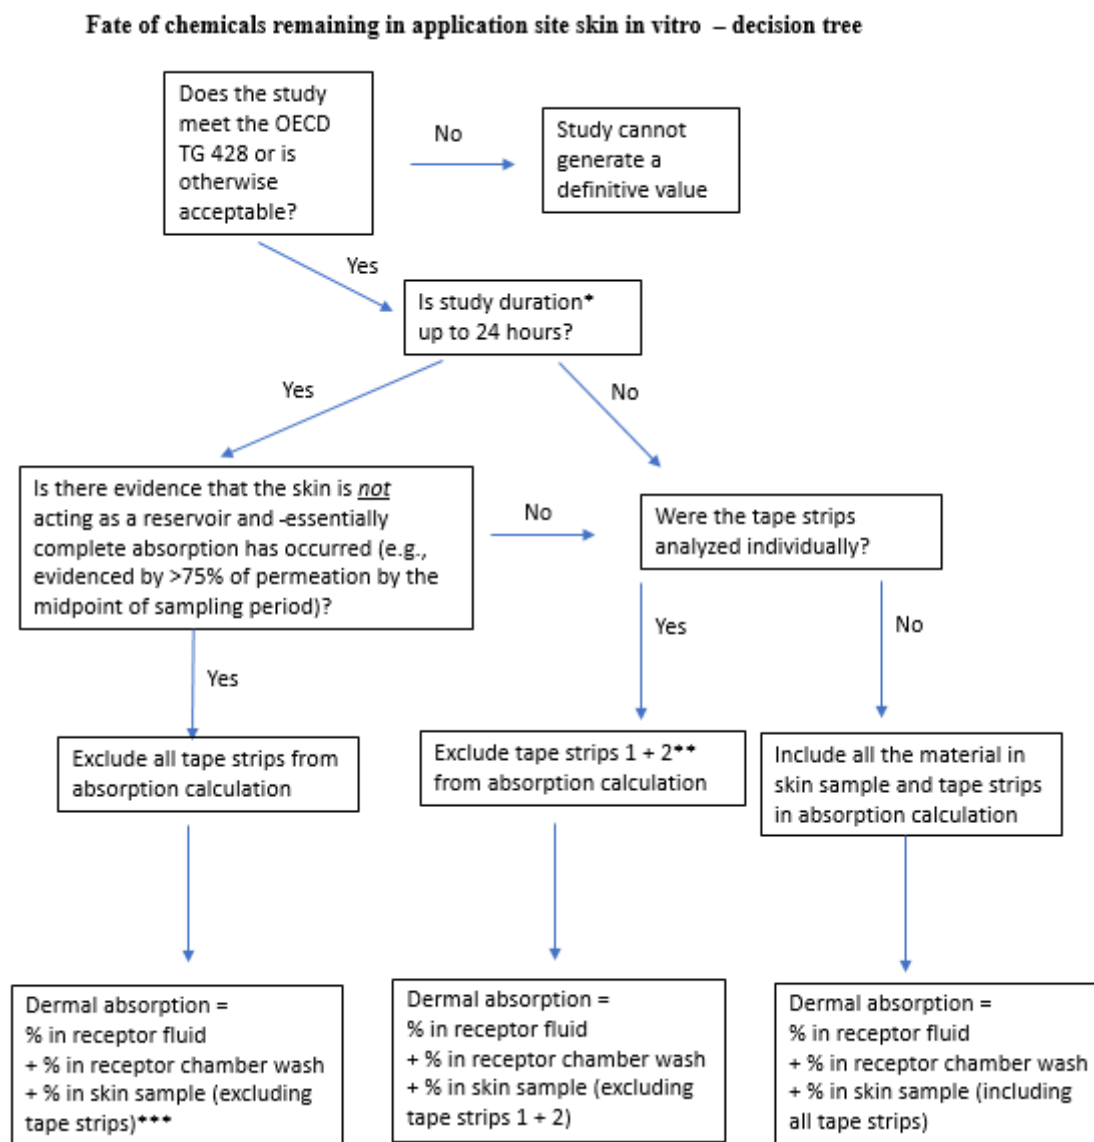 Fate of chemicals remaining in application site skin in vitro – decision tree
Does the study
meet the OECD
TG 428 or is
otherwise
acceptable?
No
Study cannot
generate a
definitive value
Yes
Is study duration*
up to 24 hours?
Yes
No
Is there evidence that the skin is not
acting as a reservoir and -essentially
complete absorption has occurred (e.g.,
evidenced by >75% of permeation by the
midpoint of sampling period)?
No
Were the tape strips
analyzed individually?
Yes
Yes
No
Exclude all tape strips from
absorption calculation
Exclude tape strips 1 + 2**
from absorption calculation
Include all the material in
skin sample and tape strips
in absorption calculation
Dermal absorption =
% in receptor fluid
+ % in receptor chamber wash
+ % in skin sample (excluding
tape strips)***
Dermal absorption =
% in receptor fluid
+ % in receptor chamber wash
+ % in skin sample (excluding
tape strips 1 + 2)
Dermal absorption =
% in receptor fluid
+ % in receptor chamber wash
+ % in skin sample (including
all tape strips)